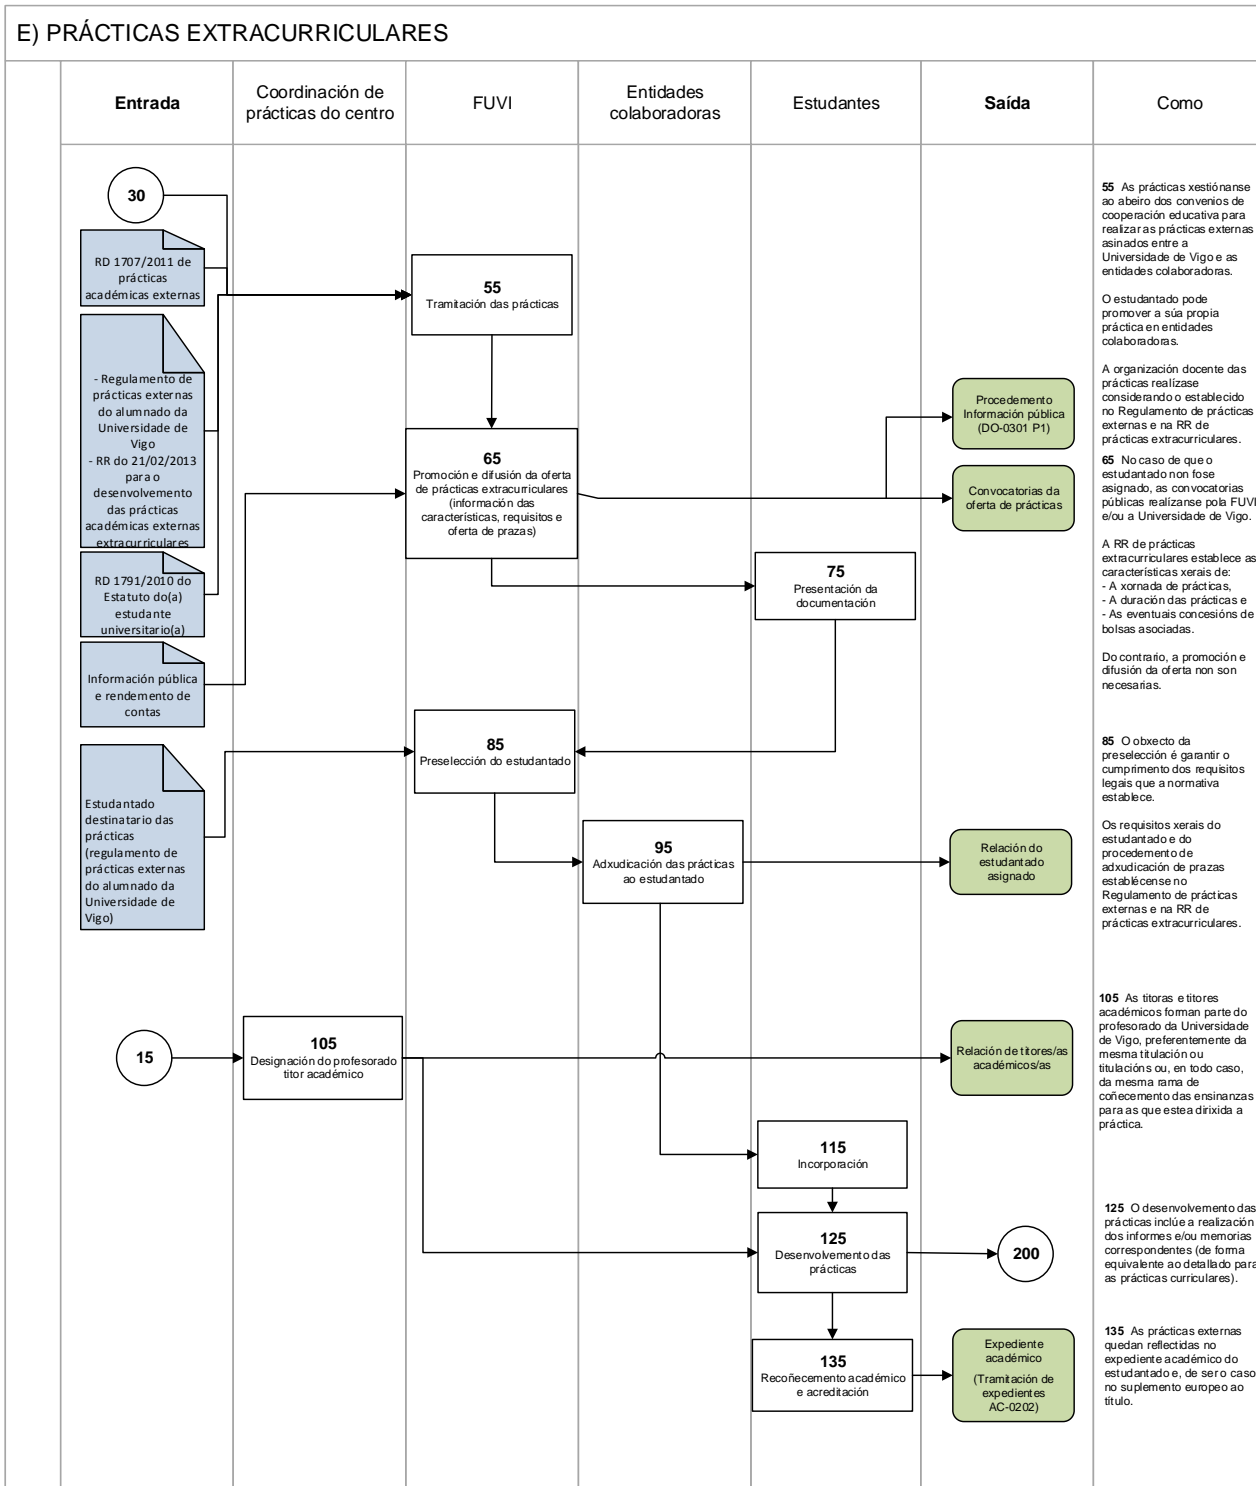 E) PRÁCTICAS EXTRACURRICULARES
Entrada
Coordinación de
prácticas do centro
FUVI
Entidades
colaboradoras
Estudantes
Saída
Como
30
RD 1707/2011 de
prácticas
académicas externas
- Regulamento de
prácticas externas
do alumnado da
Universidade de
Vigo
- RR do 21/02/2013
para o
desenvolvemento
das prácticas
académicas externas
extracurriculares
RD 1791/2010 do
Estatuto do(a)
estudante
universitario(a)
Información pública
e rendemento de
contas
Estudantado
destinatario das
prácticas
(regulamento de
prácticas externas
do alumnado da
Universidade de
Vigo)
15
105
Designación do profesorado
titor académico
55
Tramitación das prácticas
65
Promoción e difusión da oferta
de prácticas extracurriculares
(información das
características, requisitos e
oferta de prazas)
85
Preselección do estudantado
95
Adxudicación das prácticas
ao estudantado
75
Presentación da
documentación
115
Incorporación
125
Desenvolvemento das
prácticas
135
Recoñecemento académico
e acreditación
Procedemento
Información pública
(DO-0301 P1)
Convocatorias da
oferta de prácticas
Relación do
estudantado
asignado
Relación de titores/as
académicos/as
200
Expediente
académico
(Tramitación de
expedientes
AC-0202)
55 As prácticas xestiónanse
ao abeiro dos convenios de
cooperación educativa para
realizar as prácticas externas
asinados entre a
Universidade de Vigo e as
entidades colaboradoras.
O estudantado pode
promover a súa propia
práctica en entidades
colaboradoras.
A organización docente das
prácticas realízase
considerando o establecido
no Regulamento de prácticas
externas e na RR de
prácticas extracurriculares.
65 No caso de que o
estudantado non fose
asignado, as convocatorias
públicas realízanse pola FUVI
e/ou a Universidade de Vigo.
A RR de prácticas
extracurriculares establece as
características xerais de:
- A xornada de prácticas,
- A duración das prácticas e
- As eventuais concesións de
bolsas asociadas.
Do contrario, a promoción e
difusión da oferta non son
necesarias.
85 O obxecto da
preselección é garantir o
cumprimento dos requisitos
legais que a normativa
establece.
Os requisitos xerais do
estudantado e do
procedemento de
adxudicación de prazas
establécense no
Regulamento de prácticas
externas e na RR de
prácticas extracurriculares.
105 As titoras e titores
académicos forman parte do
profesorado da Universidade
de Vigo, preferentemente da
mesma titulación ou
titulacións ou, en todo caso,
da mesma rama de
coñecemento das ensinanzas
para as que estea dirixida a
práctica.
125 O desenvolvemento das
prácticas inclúe a realización
dos informes e/ou memorias
correspondentes (de forma
equivalente ao detallado para
as prácticas curriculares).
135 As prácticas externas
quedan reflectidas no
expediente académico do
estudantado e, de ser o caso
no suplemento europeo ao
título.